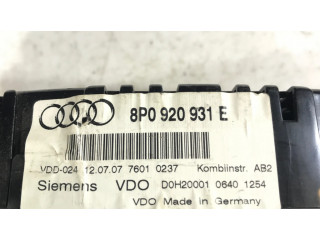 8P0 920 931 E
VDD-024 12.07.07 7601 0237 Kombiinstr. AB2
Siemens VDO D0H20001 0640 1254
VDO Made in Germany